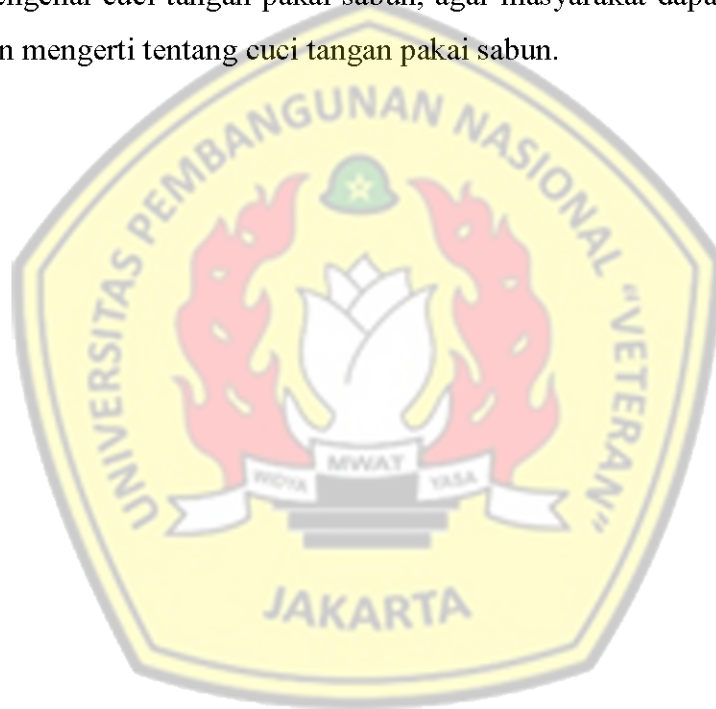 cuci tangan pakai sabun, agar masyarakat
mengerti tentang cuci tangan pakai sabun.
UNIVERSITAS PEMBANGUNAN NASIONAL "VETERAN"
WIDYA MWAT YASA
JAKARTA